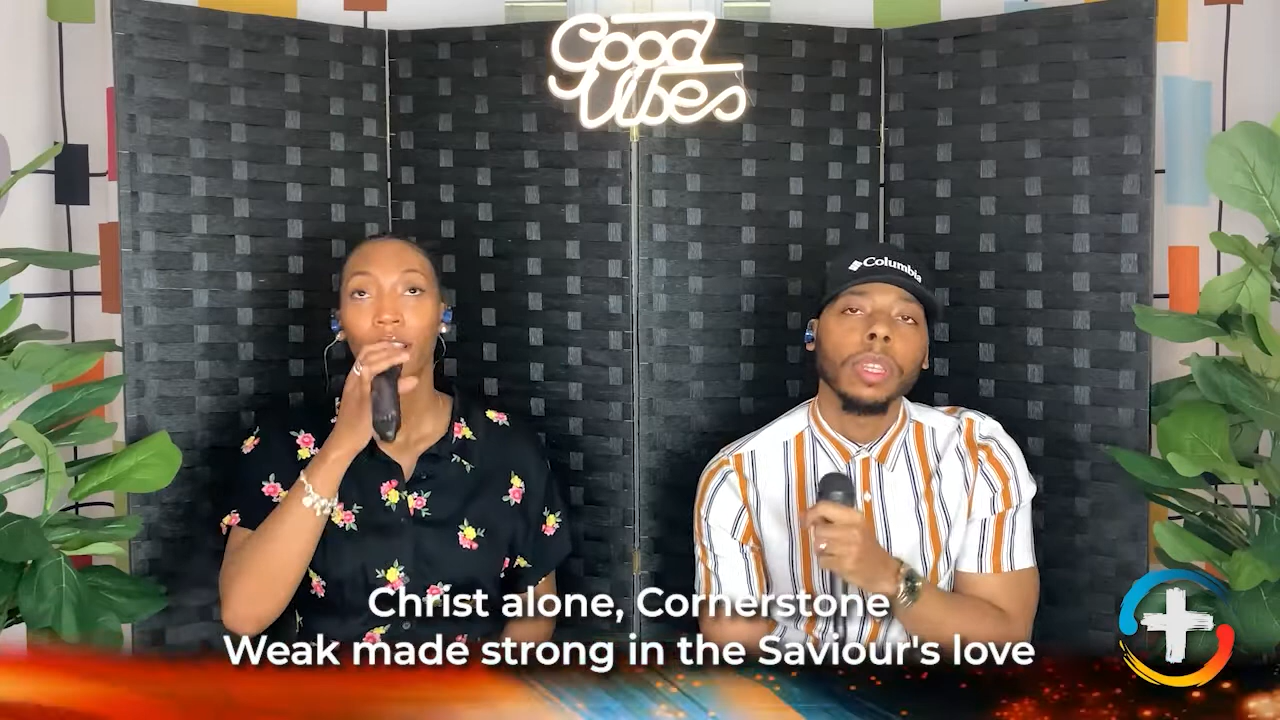 Good
Vibes
Columbia
Christ alone, Cornerstone
Weak made strong in the Saviour's love